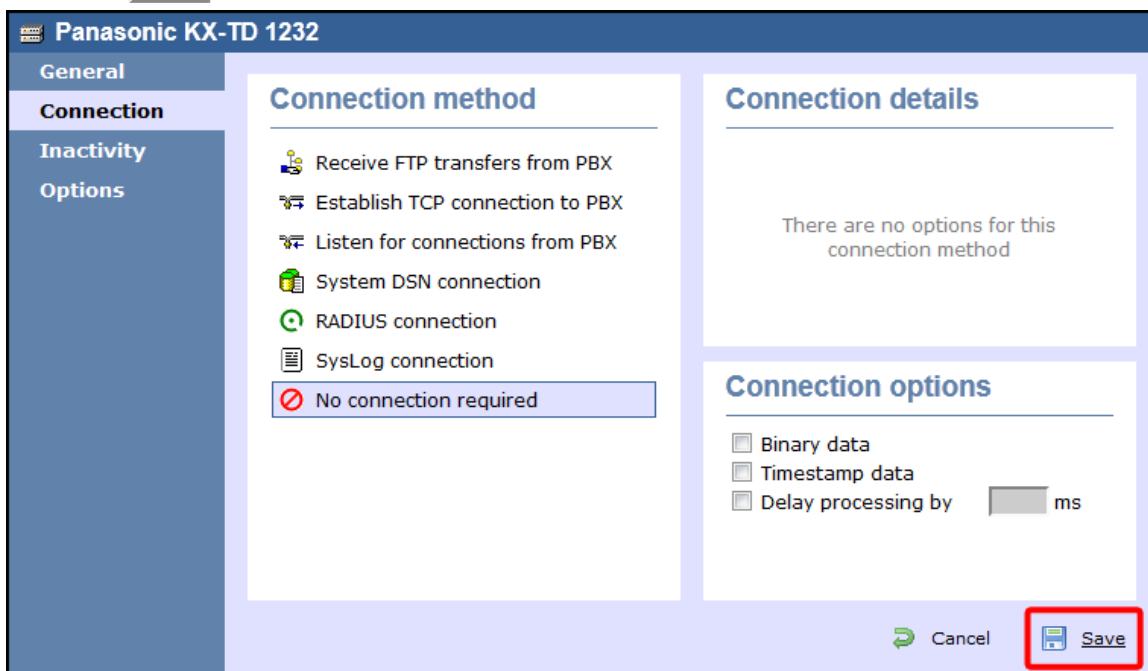 Panasonic KX-TD 1232
General
Connection
Inactivity
Options
Connection method
Receive FTP transfers from PBX
Establish TCP connection to PBX
Listen for connections from PBX
System DSN connection
RADIUS connection
SysLog connection
No connection required
Connection details
There are no options for this
connection method
Connection options
Binary data
Timestamp data
Delay processing by ms
Cancel
Save